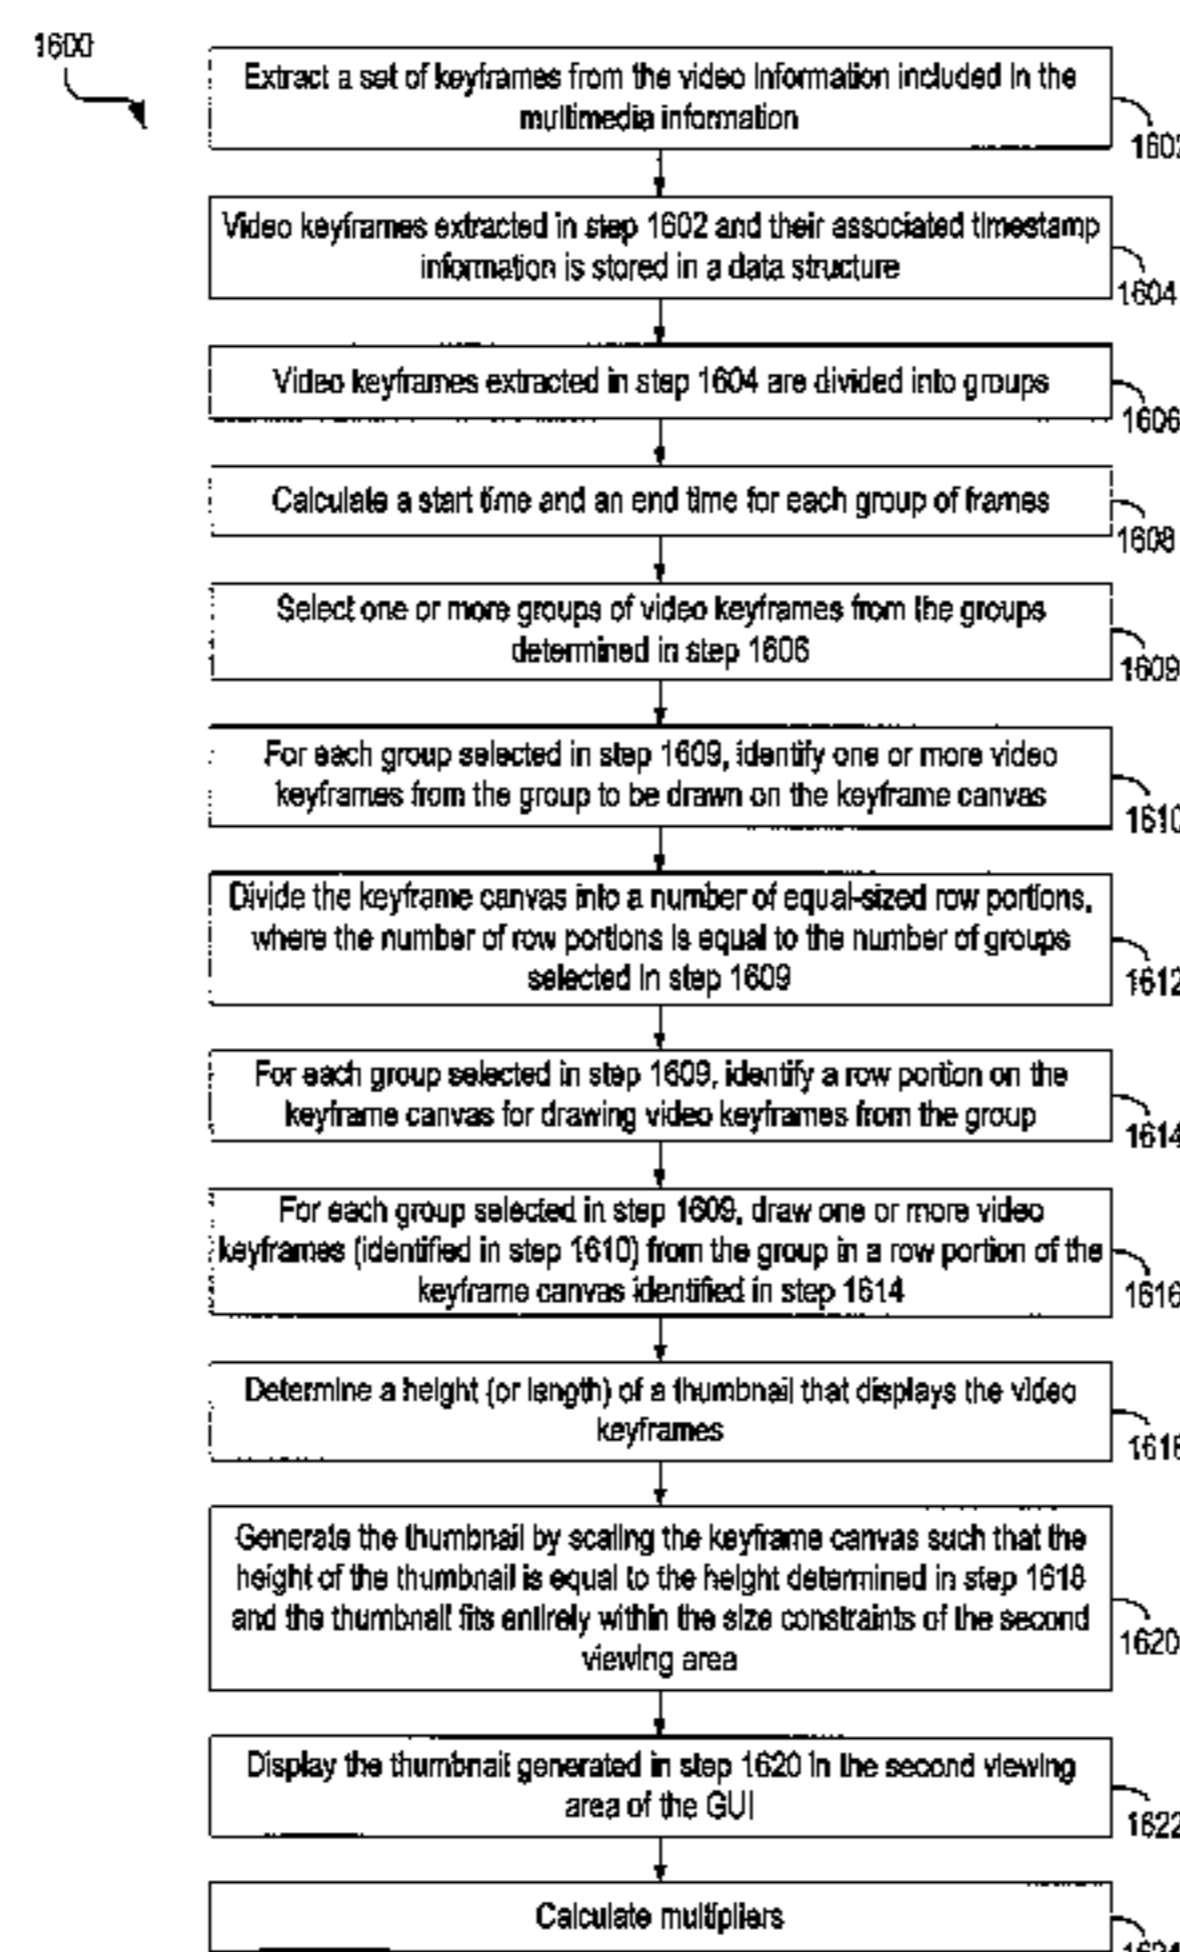 1600
Extract a set of keyframes from the video information included in the
multimedia information
160
Video keyframes extracted in step 1602 and their associated timestamp
information is stored in a data structure
1604
Video keyframes extracted in step 1604 are divided into groups
1606
Calculate a start time and an end time for each group of frames
1608
Select one or more groups of video keyframes from the groups
determined in step 1606
1609
For each group selected in step 1609, identify one or more video
keyframes from the group to be drawn on the keyframe canvas
1610
Divide the keyframe canvas into a number of equal-sized row portions,
where the number of row portions is equal to the number of groups
selected in step 1609
1612
For each group selected in step 1609, identify a row portion on the
keyframe canvas for drawing video keyframes from the group
1614
For each group selected in step 1609, draw one or more video
keyframes (identified in step 1610) from the group in a row portion of the
keyframe canvas identified in step 1614
1616
Determine a height (or length) of a thumbnail that displays the video
keyframes
1618
Generate the thumbnail by scaling the keyframe canvas such that the
height of the thumbnail is equal to the height determined in step 1618
and the thumbnail fits entirely within the size constraints of the second
viewing area
1620
Display the thumbnail generated in step 1620 in the second viewing
area of the GUI
1622
Calculate multipliers